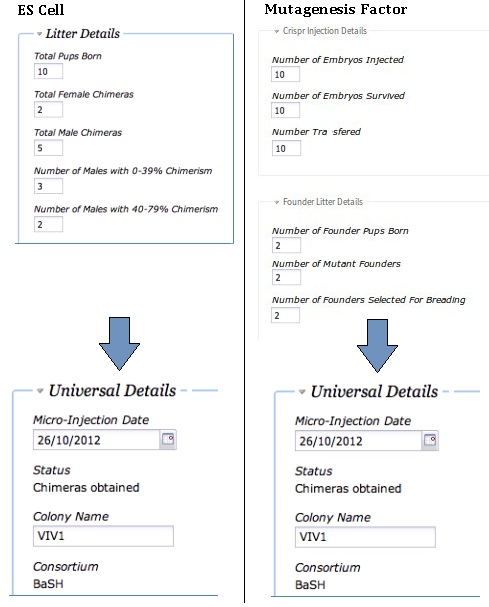 ES Cell
Litter Details
Total Pups Born
10
Total Female Chimeras
2
Total Male Chimeras
5
Number of Males with 0-39% Chimerism
3
Number of Males with 40-79% Chimerism
2
Universal Details
Micro-Injection Date
26/10/2012
Status
Chimeras obtained
Colony Name
VIV1
Consortium
BaSH
Mutagenesis Factor
Crispr Injection Details
Number of Embryos Injected
10
Number of Embryos Survived
10
Number Tra sfered
10
Founder Litter Details
Number of Founder Pups Born
2
Number of Mutant Founders
2
Number of Founders Selected For Breading
2
Universal Details
Micro-Injection Date
26/10/2012
Status
Chimeras obtained
Colony Name
VIV1
Consortium
BaSH